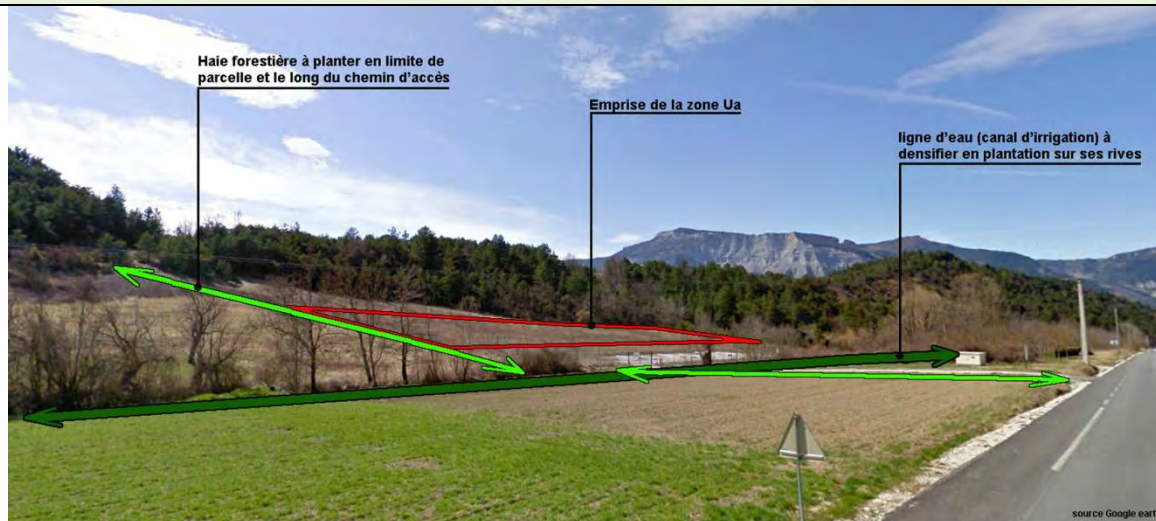 Haie forestière à planter en limite de
parcelle et le long du chemin d'accès
Emprise de la zone Ua
ligne d'eau (canal d'irrigation) à
densifier en plantation sur ses rives
source Google eart